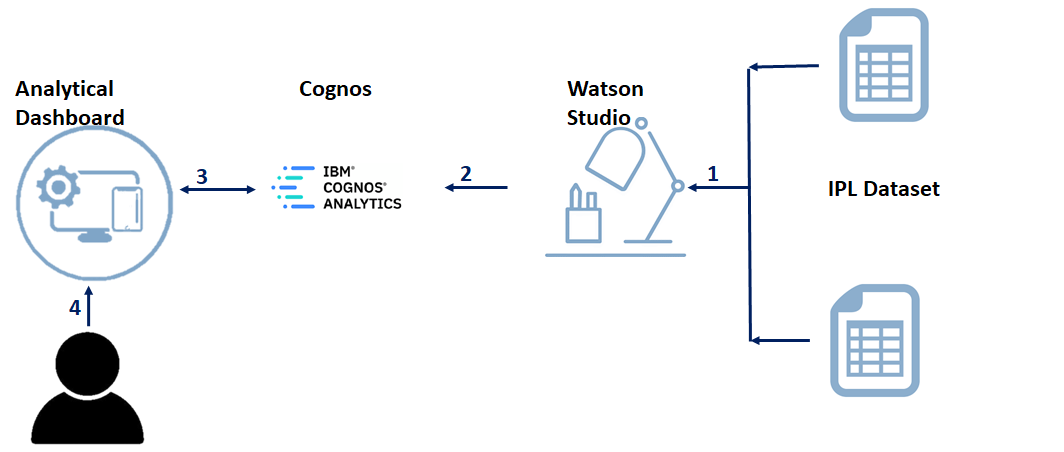 Analytical
Dashboard
Cognos
Watson
Studio
IBM®
COGNOS®
ANALYTICS
3
2
1
IPL Dataset
4